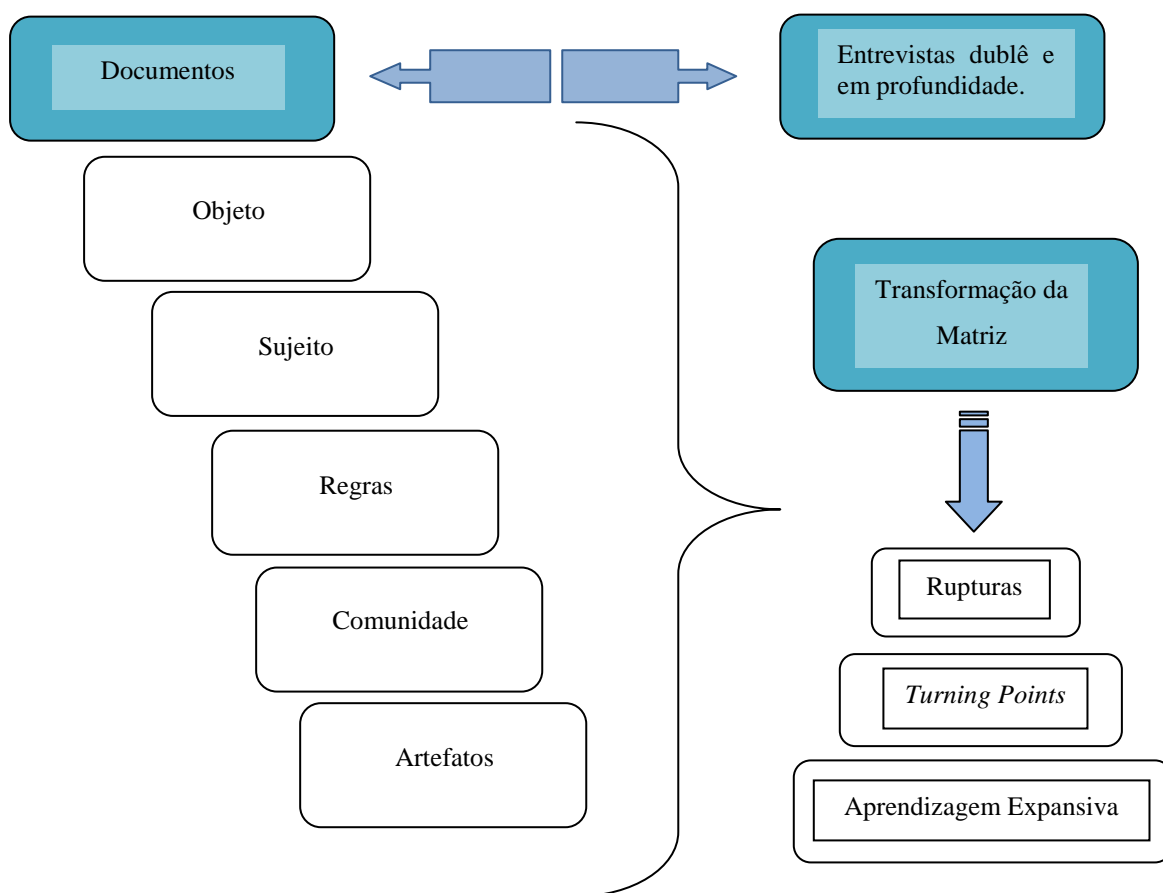 Documentos
Entrevistas dublê e
em profundidade.
Objeto
Sujeito
Regras
Comunidade
Artefatos
Transformação da
Matriz
Rupturas
Turning Points
Aprendizagem Expansiva